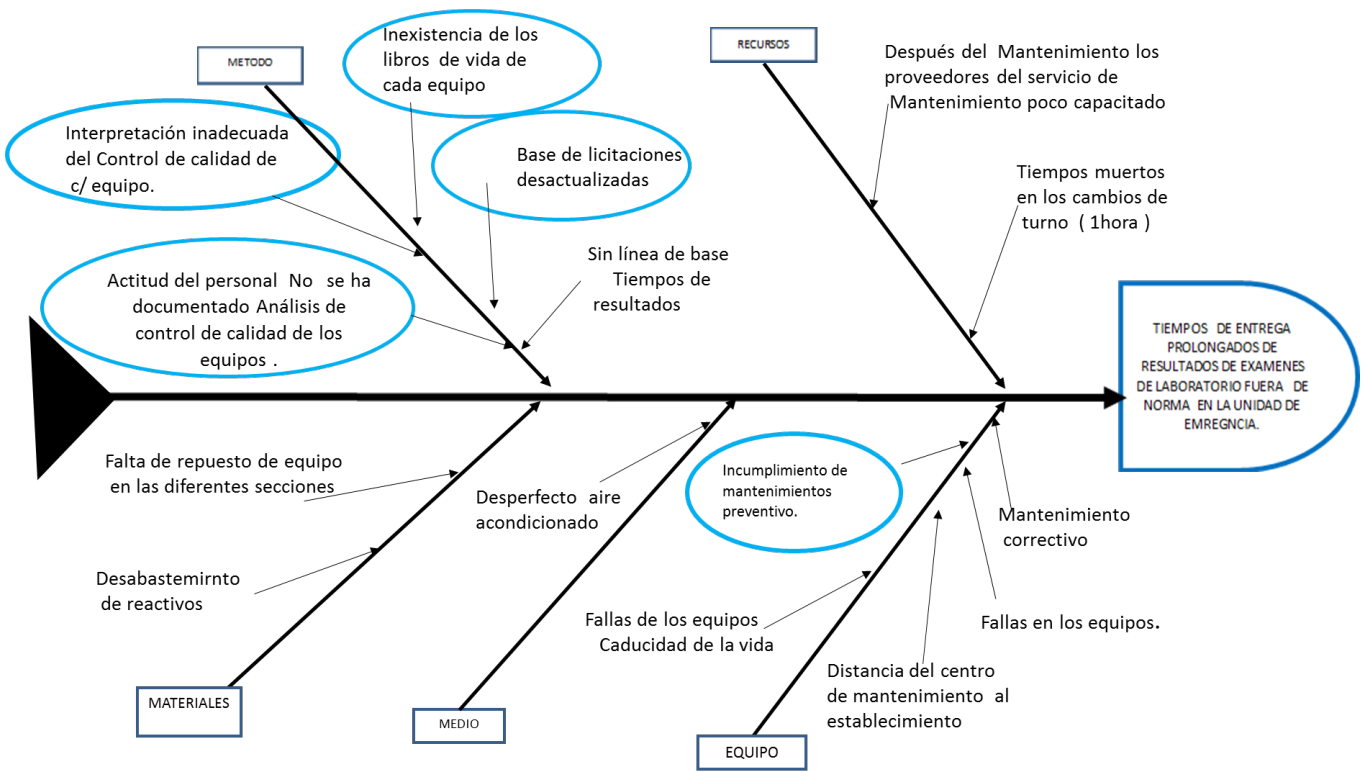 METODO
Inexistencia de los
libros de vida de
cada equipo
Interpretación inadecuada
del Control de calidad de
c/ equipo.
Base de licitaciones
desactualizadas
Actitud del personal No se ha
documentado Análisis de
control de calidad de los
equipos .
Sin línea de base
Tiempos de
resultados
RECURSOS
Después del Mantenimiento los
proveedores del servicio de
Mantenimiento poco capacitado
Tiempos muertos
en los cambios de
turno ( 1hora )
TIEMPOS DE ENTREGA
PROLONGADOS DE
RESULTADOS DE EXAMENES
DE LABORATORIO FUERA DE
NORMA EN LA UNIDAD DE
EMREGNCIA.
Falta de repuesto de equipo
en las diferentes secciones
Desabastemirnto
de reactivos
MATERIALES
Desperfecto aire
acondicionado
MEDIO
Incumplimiento de
mantenimientos
preventivo.
Mantenimiento
correctivo
Fallas de los equipos
Caducidad de la vida
Fallas en los equipos.
Distancia del centro
de mantenimiento al
establecimiento
EQUIPO